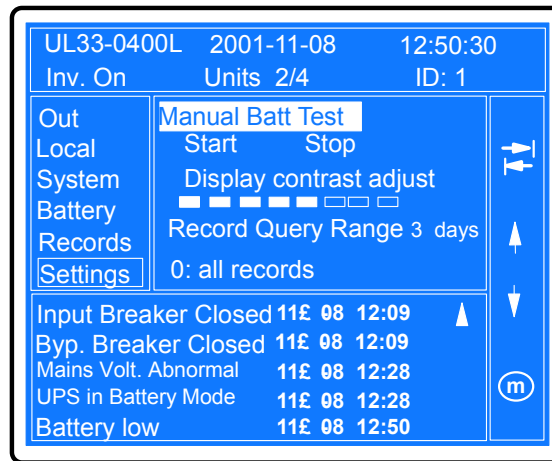 UL33-0400L 2001-11-08 12:50:30
Inv. On Units 2/4 ID: 1
Out
Local
System
Battery
Records
Settings
Manual Batt Test
Start Stop
Display contrast adjust
Record Query Range 3 days
0: all records
Input Breaker Closed 11£ 08 12:09
Byp. Breaker Closed 11£ 08 12:09
Mains Volt. Abnormal 11£ 08 12:28
UPS in Battery Mode 11£ 08 12:28
Battery low 11£ 08 12:50
m